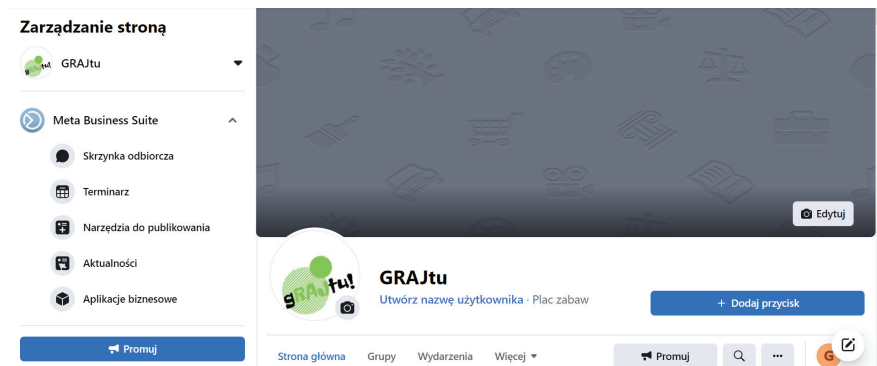 Zarządzanie stroną
GRAJtu
Meta Business Suite
Skrzynka odbiorcza
Terminarz
Narzędzia do publikowania
Aktualności
Aplikacje biznesowe
Promuj
Edytuj
gRAJtu!
GRAJtu
Utwórz nazwę użytkownika · Plac zabaw
+ Dodaj przycisk
Strona główna Grupy Wydarzenia Więcej Promuj G